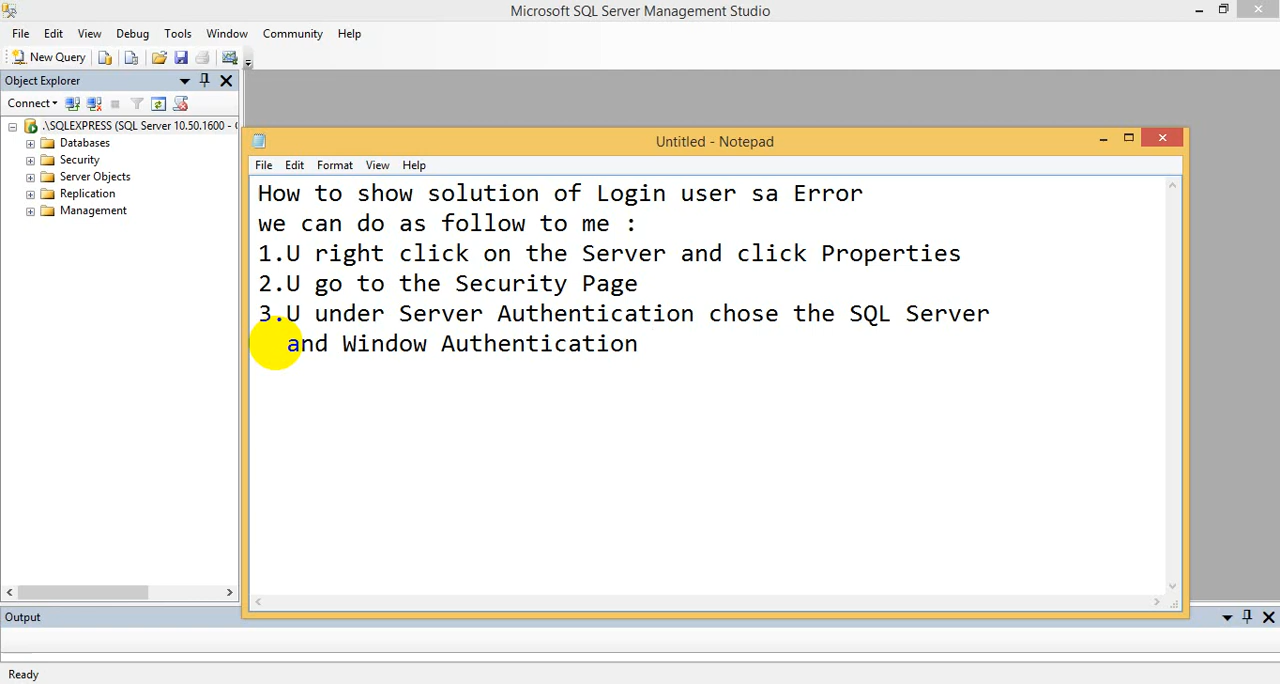 Microsoft SQL Server Management Studio
File Edit View Debug Tools Window Community Help
New Query
Object Explorer
Connect
.\SQLEXPRESS (SQL Server 10.50.1600 - 
Databases
Security
Server Objects
Replication
Management
Untitled - Notepad
File Edit Format View Help
How to show solution of Login user sa Error
we can do as follow to me :
1.U right click on the Server and click Properties
2.U go to the Security Page
3.U under Server Authentication chose the SQL Server
and Window Authentication
Output
Ready